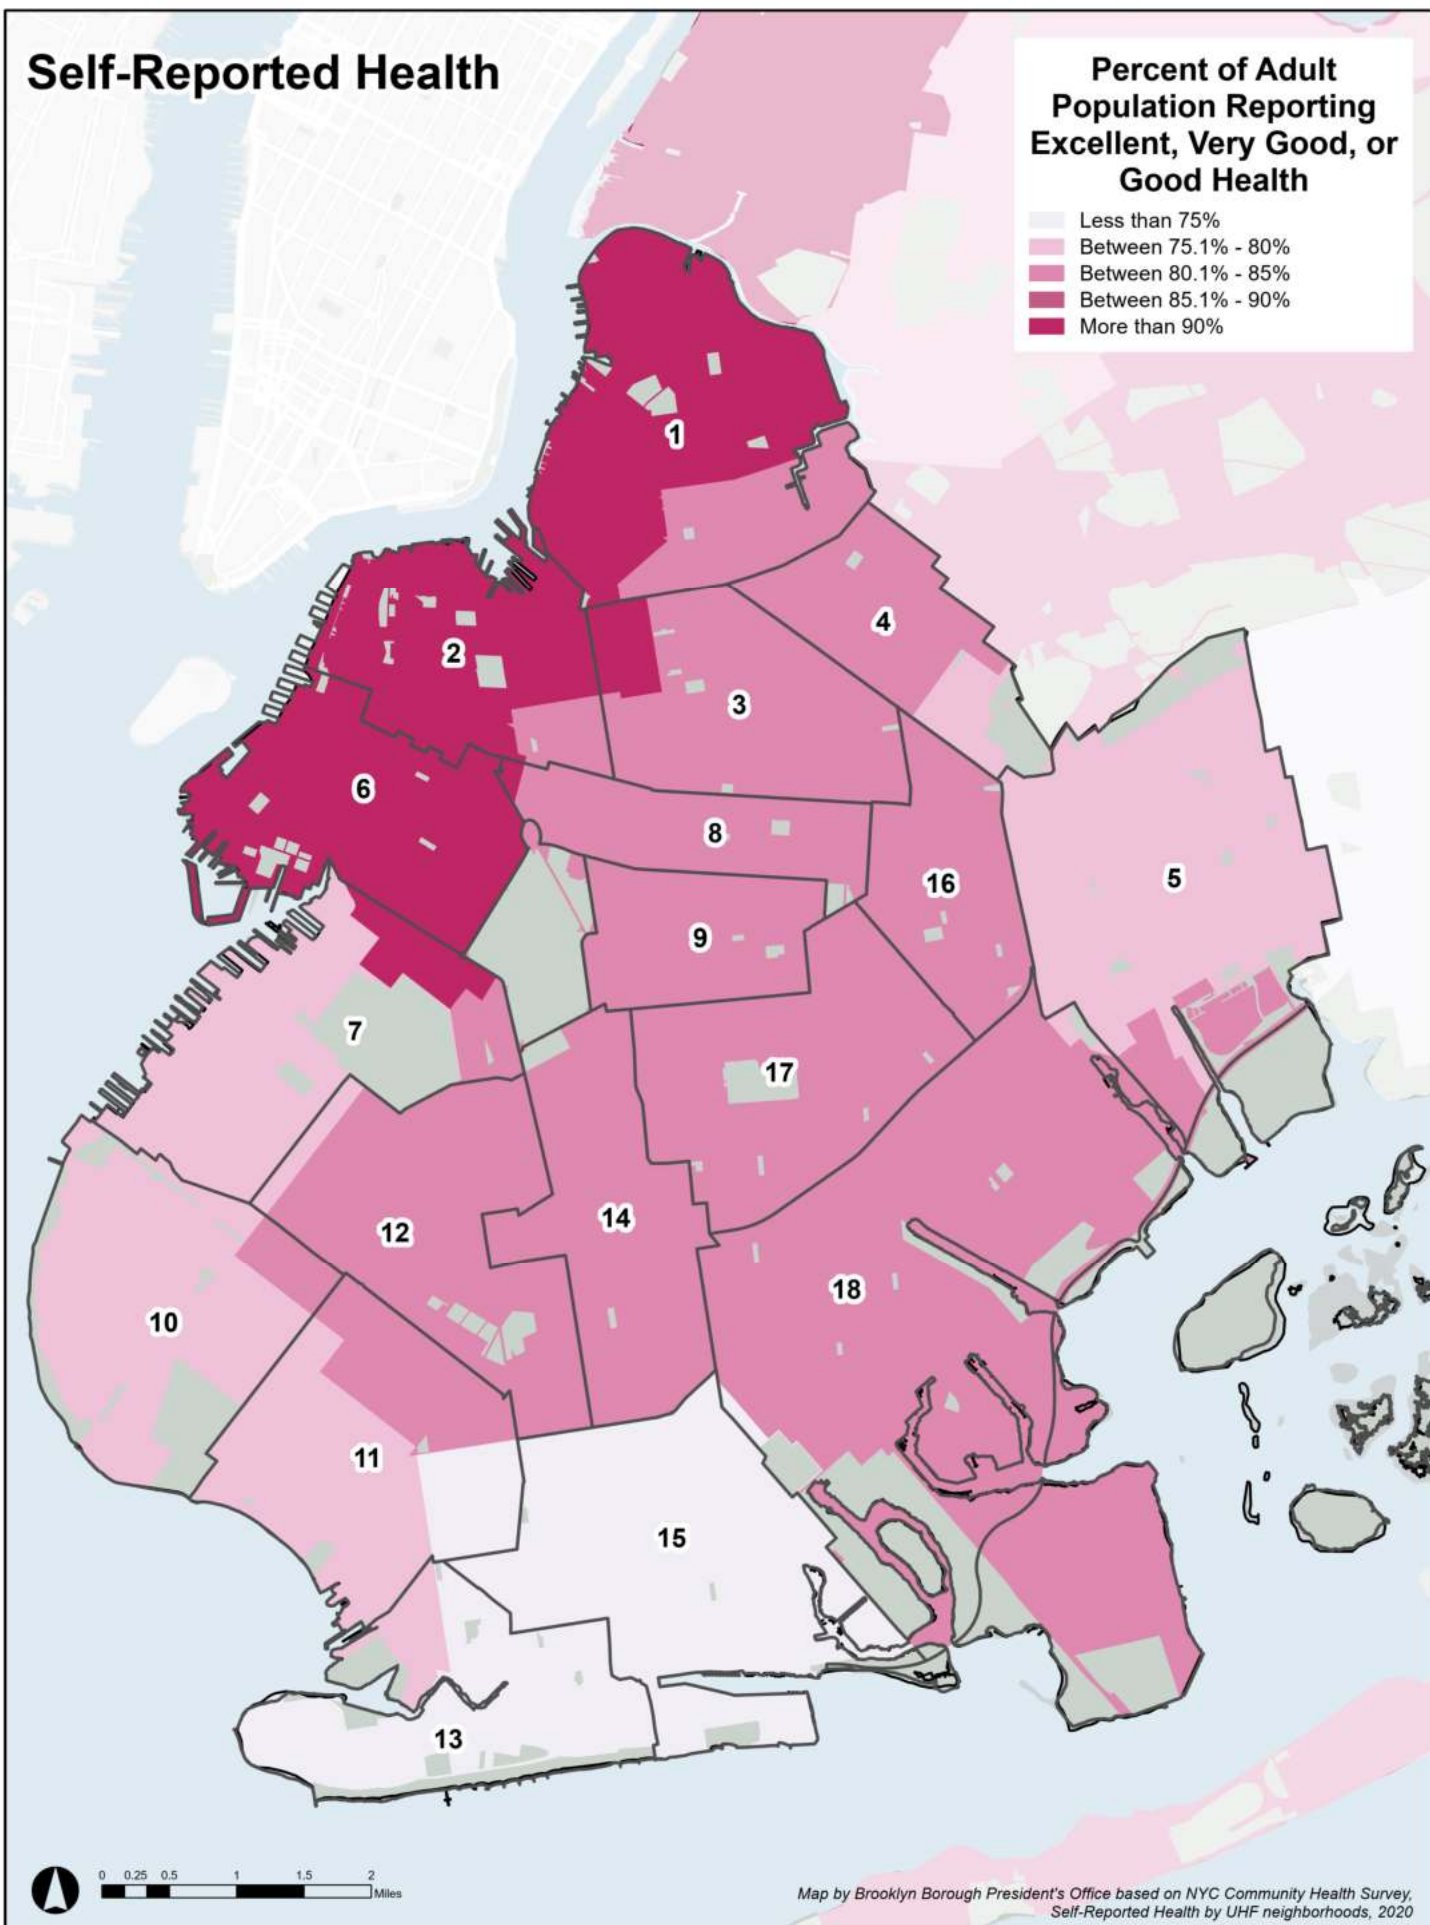 Self-Reported Health
Percent of Adult
Population Reporting
Excellent, Very Good, or
Good Health
Less than 75%
Between 75.1% - 80%
Between 80.1% - 85%
Between 85.1% - 90%
More than 90%
1
4
2
3
6
8
5
16
9
7
17
14
12
18
10
11
15
13
0 0.25 0.5 1 1.5 2
Miles
Map by Brooklyn Borough President's Office based on NYC Community Health Survey,
Self-Reported Health by UHF neighborhoods, 2020